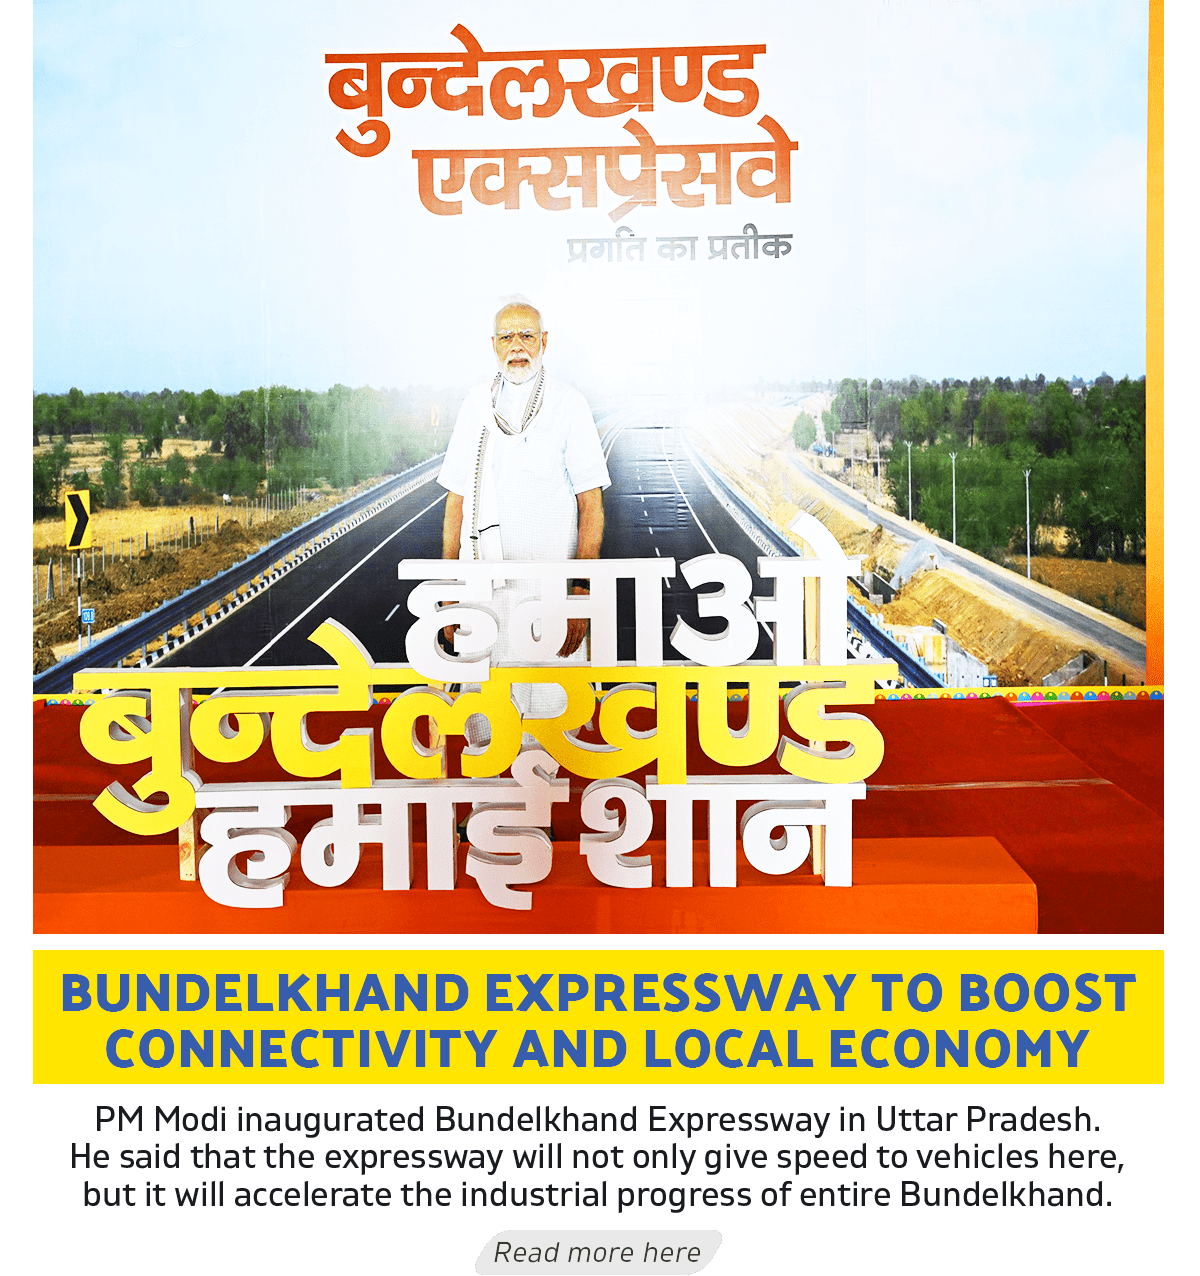 बुन्देलखण्ड
एक्सप्रेसवे
प्रगति का प्रतीक
हमाओ
बुन्देलखण्ड
हमाई शान
BUNDELKHAND EXPRESSWAY TO BOOST
CONNECTIVITY AND LOCAL ECONOMY
PM Modi inaugurated Bundelkhand Expressway in Uttar Pradesh.
He said that the expressway will not only give speed to vehicles here,
but it will accelerate the industrial progress of entire Bundelkhand.
Read more here